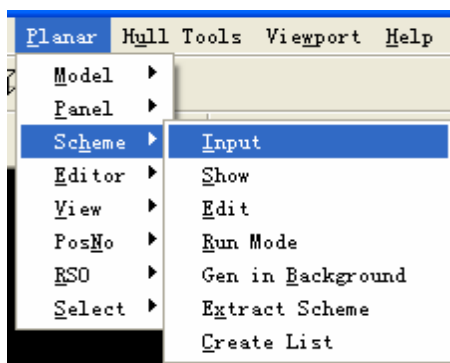 Planar Hull Tools Viewport Help
Model
Panel
Scheme
Editor
View
PosNo
RSO
Select
Input
Show
Edit
Run Mode
Gen in Background
Extract Scheme
Create List